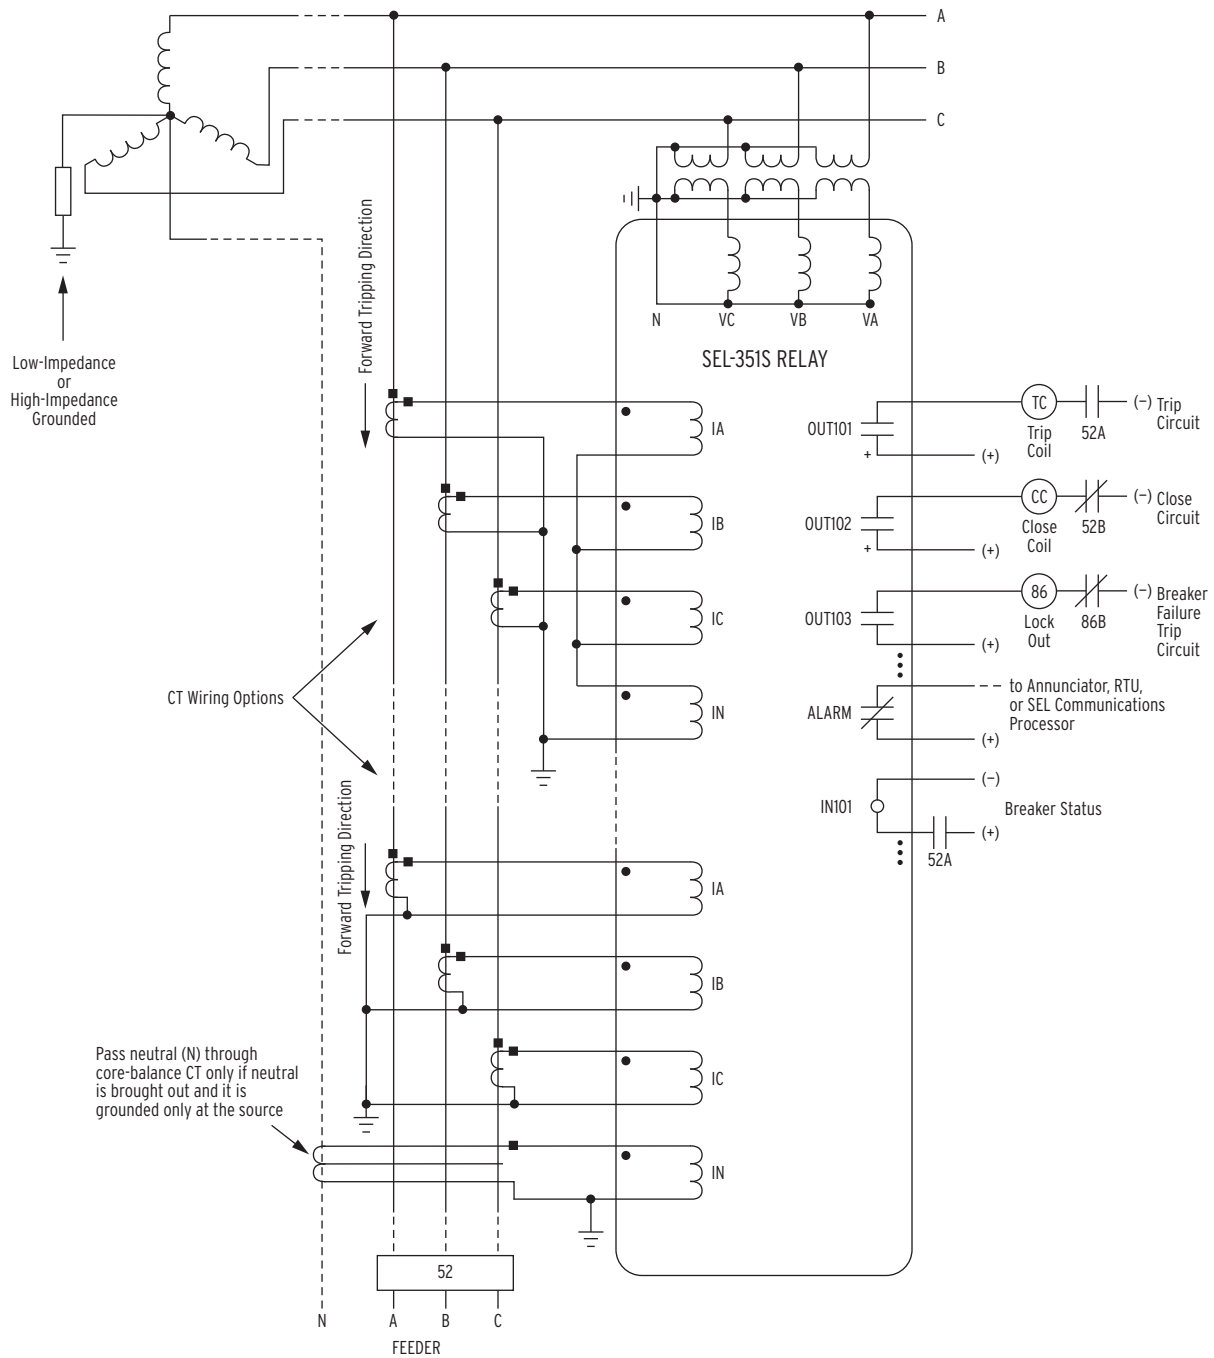 A
B
C
Forward Tripping Direction
Low-Impedance
or
High-Impedance
Grounded
N
VC
VB
VA
SEL-351S RELAY
IA
OUT101
+
(+)
TC
Trip
Coil
52A
(–) Trip
Circuit
IB
OUT102
+
(+)
CC
Close
Coil
52B
(–) Close
Circuit
IC
OUT103
(+)
86
Lock
Out
86B
(–) Breaker
Failure
Trip
Circuit
CT Wiring Options
IN
ALARM
to Annunciator, RTU,
or SEL Communications
Processor
(+)
IN101
(–)
Breaker Status
(+)
52A
Forward Tripping Direction
IA
IB
IC
Pass neutral (N) through
core-balance CT only if neutral
is brought out and it is
grounded only at the source
IN
52
N
A
B
C
FEEDER